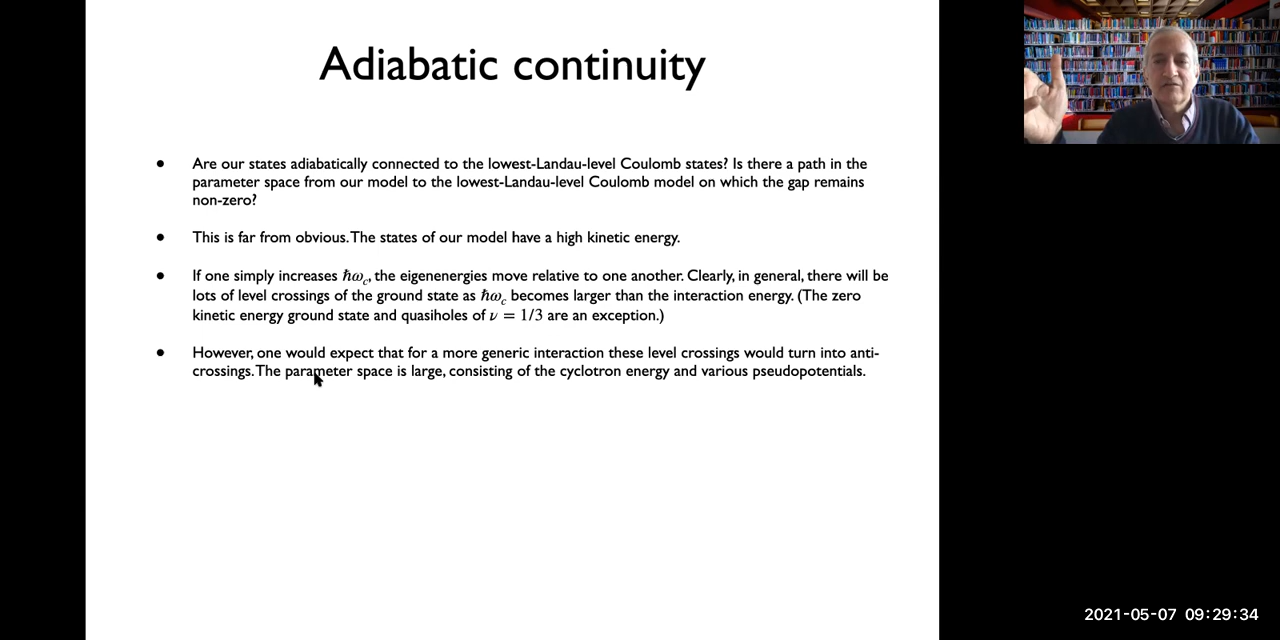 Adiabatic continuity
• Are our states adiabatically connected to the lowest-Landau-level Coulomb states? Is there a path in the
parameter space from our model to the lowest-Landau-level Coulomb model on which the gap remains
non-zero?
• This is far from obvious. The states of our model have a high kinetic energy.
• If one simply increases ℏω_c, the eigenenergies move relative to one another. Clearly, in general, there will be
lots of level crossings of the ground state as ℏω_c becomes larger than the interaction energy. (The zero
kinetic energy ground state and quasiholes of ν = 1/3 are an exception.)
• However, one would expect that for a more generic interaction these level crossings would turn into anti-
crossings. The parameter space is large, consisting of the cyclotron energy and various pseudopotentials.
2021-05-07 09:29:34